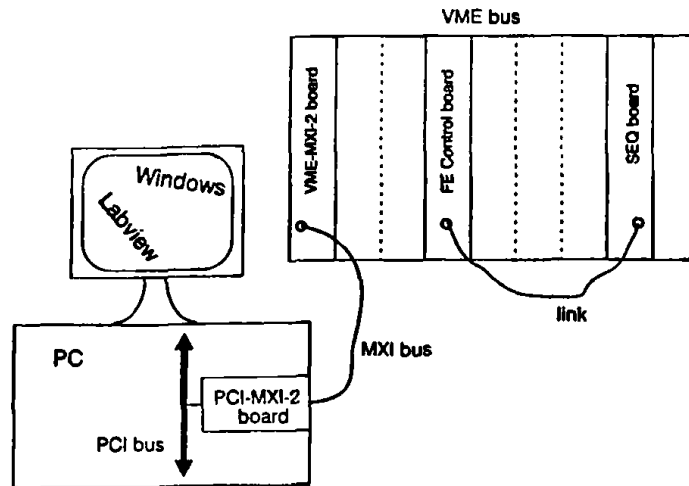 VME bus
VME-MXI-2 board
FE Control board
SEQ board
Windows
Labview
link
MXI bus
PC
PCI-MXI-2
board
PCI bus